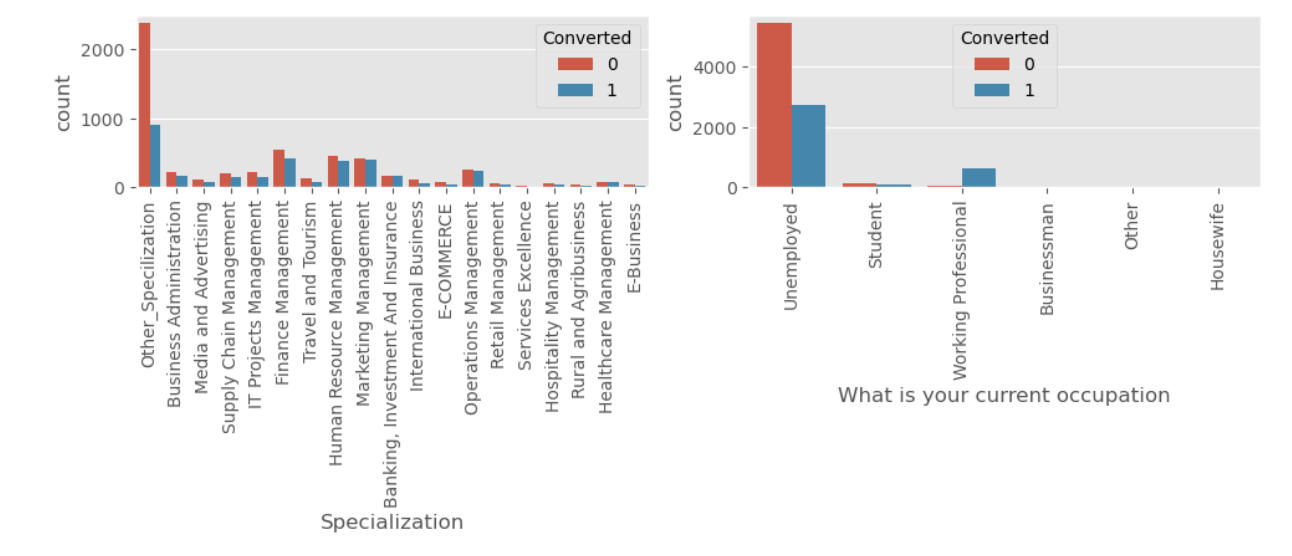 2000
1000
0
count
Converted
0
1
Other_Specilization
Business Administration
Media and Advertising
Supply Chain Management
IT Projects Management
Finance Management
Travel and Tourism
Human Resource Management
Marketing Management
Banking, Investment And Insurance
International Business
E-COMMERCE
Operations Management
Retail Management
Services Excellence
Hospitality Management
Rural and Agribusiness
Healthcare Management
E-Business
Specialization
4000
2000
0
count
Converted
0
1
Unemployed
Student
Working Professional
Businessman
Other
Housewife
What is your current occupation